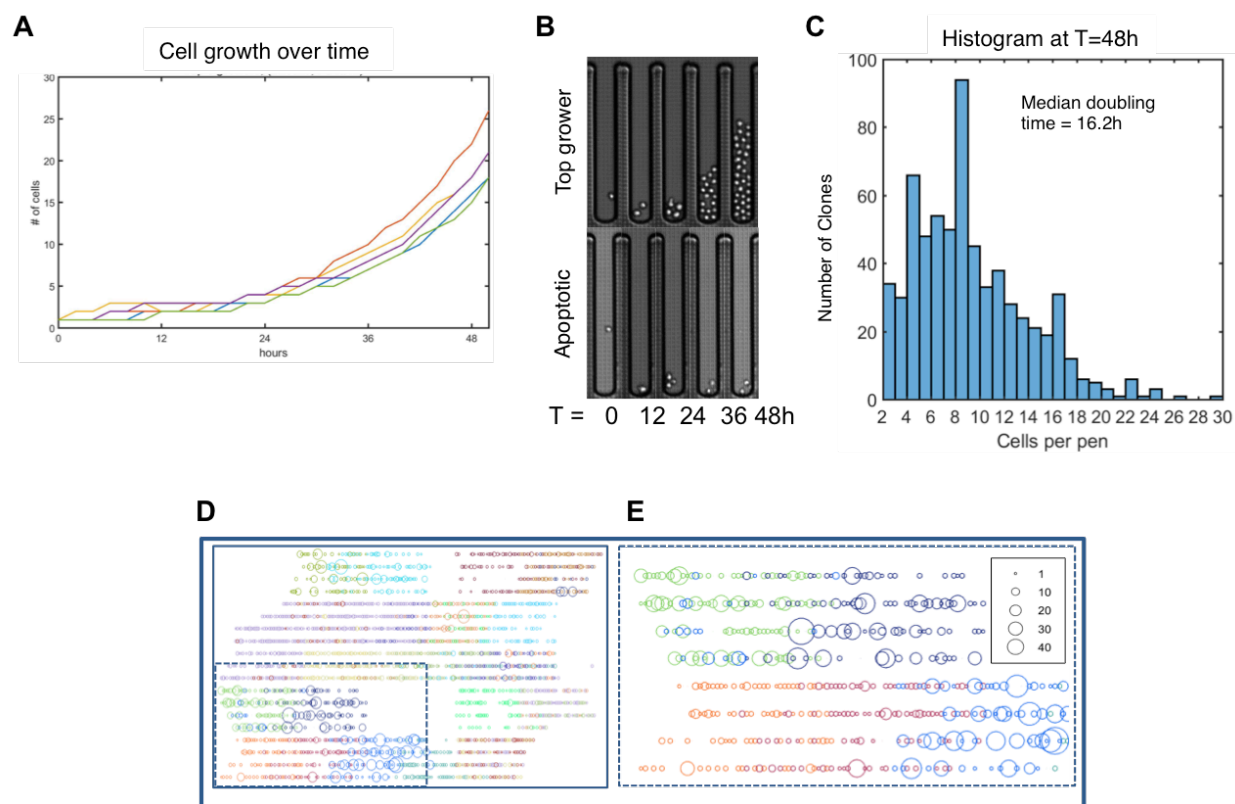 A
Cell growth over time
30
25
20
15
10
5
0
# of cells
0 12 24 36 48
hours
B
Top grower
Apoptotic
T = 0 12 24 36 48h
C
Histogram at T=48h
100
80
60
40
20
0
Number of Clones
Median doubling
time = 16.2h
2 4 6 8 10 12 14 16 18 20 22 24 26 28 30
Cells per pen
D
E
1
10
20
30
40